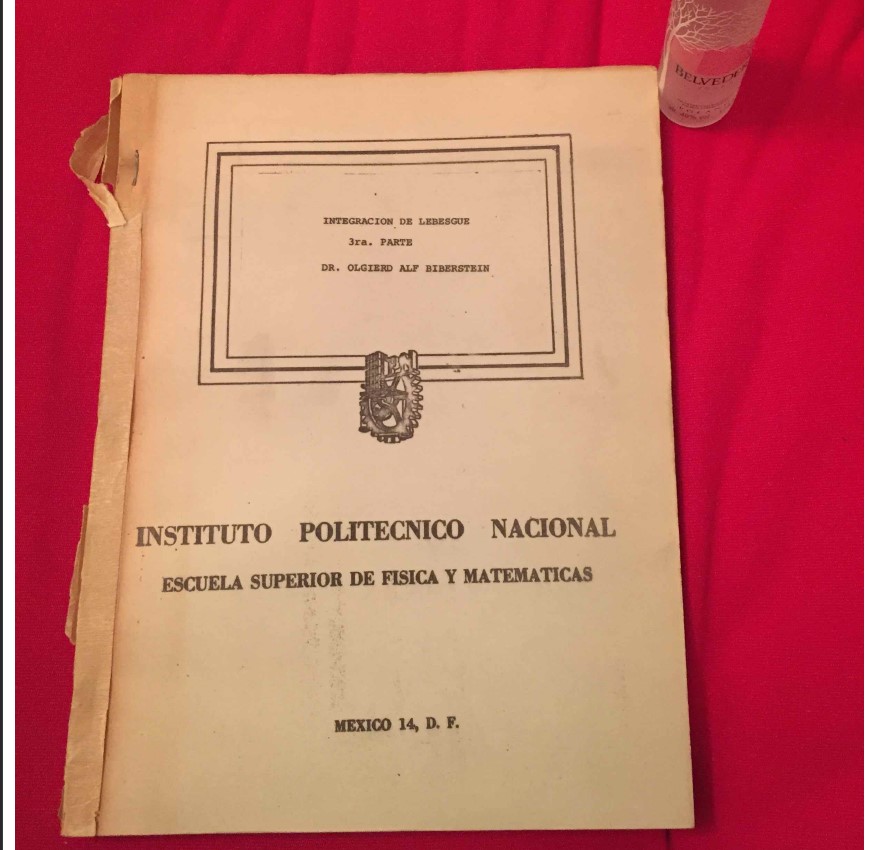 BELVEDE
INTEGRACION DE LEBESGUE
3ra. PARTE
DR. OLGIERD ALF BIBERSTEIN
INSTITUTO POLITECNICO NACIONAL
ESCUELA SUPERIOR DE FISICA Y MATEMATICAS
MEXICO 14, D. F.